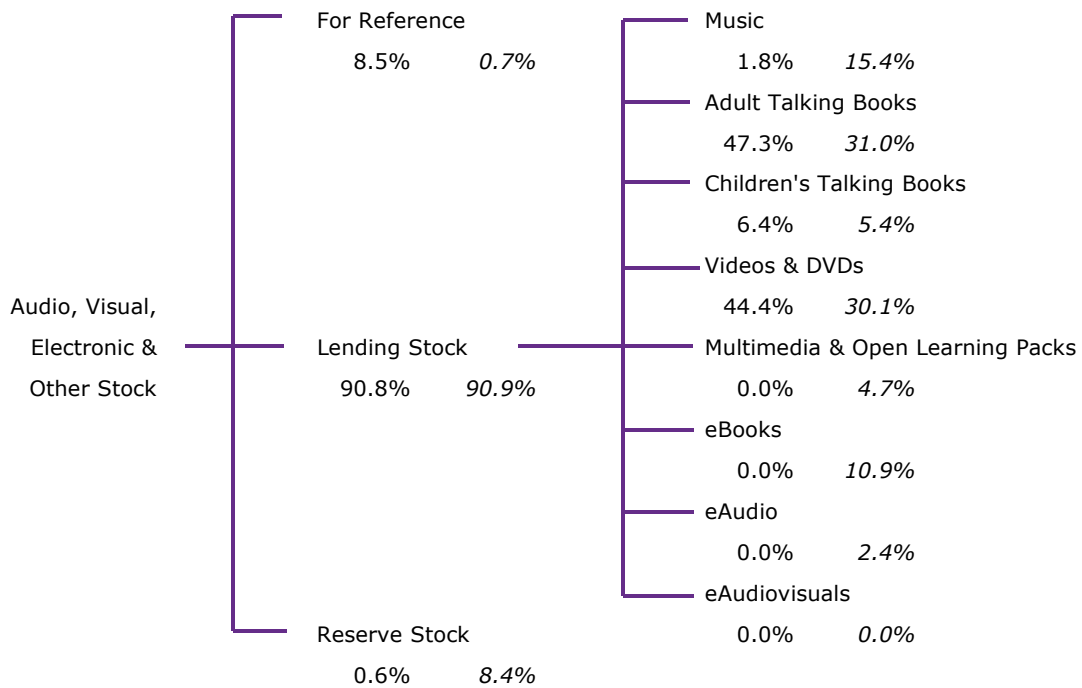 For Reference
8.5% 0.7%
Music
1.8% 15.4%
Adult Talking Books
47.3% 31.0%
Children's Talking Books
6.4% 5.4%
Videos & DVDs
44.4% 30.1%
Audio, Visual,
Electronic &
Other Stock
Lending Stock
90.8% 90.9%
Multimedia & Open Learning Packs
0.0% 4.7%
eBooks
0.0% 10.9%
eAudio
0.0% 2.4%
eAudiovisuals
0.0% 0.0%
Reserve Stock
0.6% 8.4%